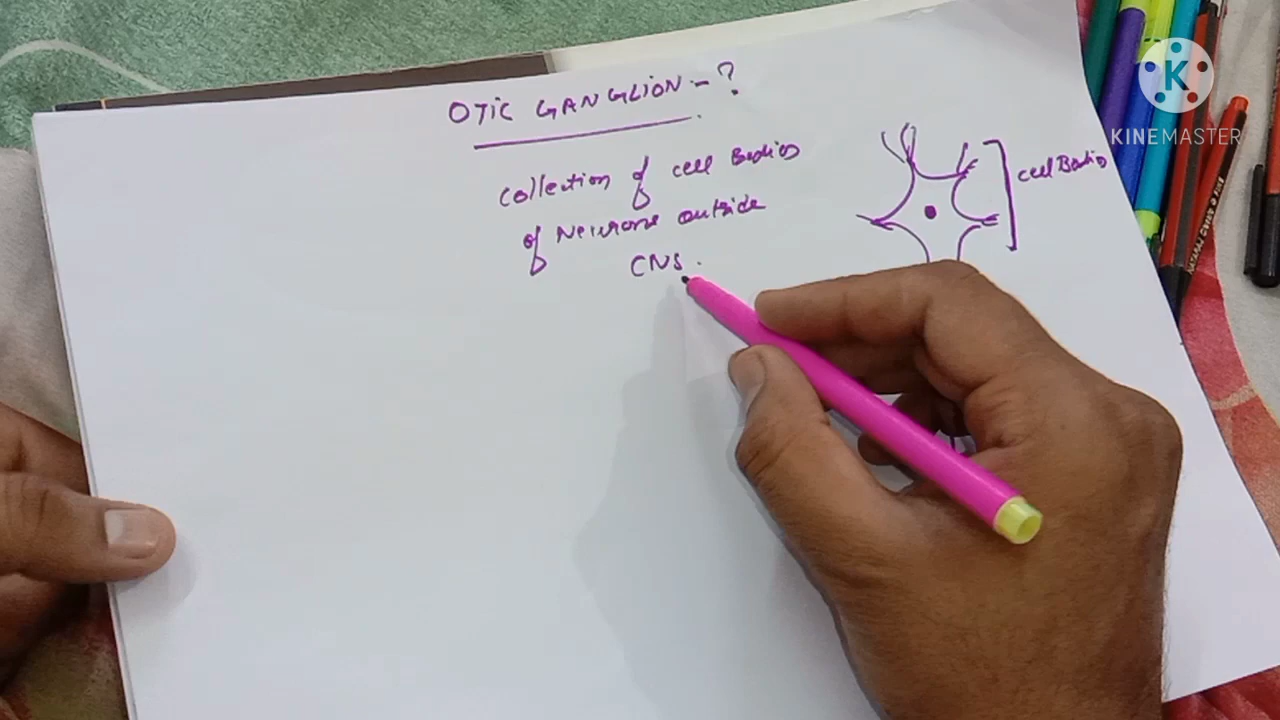 OTIC GANGLION - ?
collection of cell Bodies
of Neurons outside
CNS.
cell Bodies
KINEMASTER